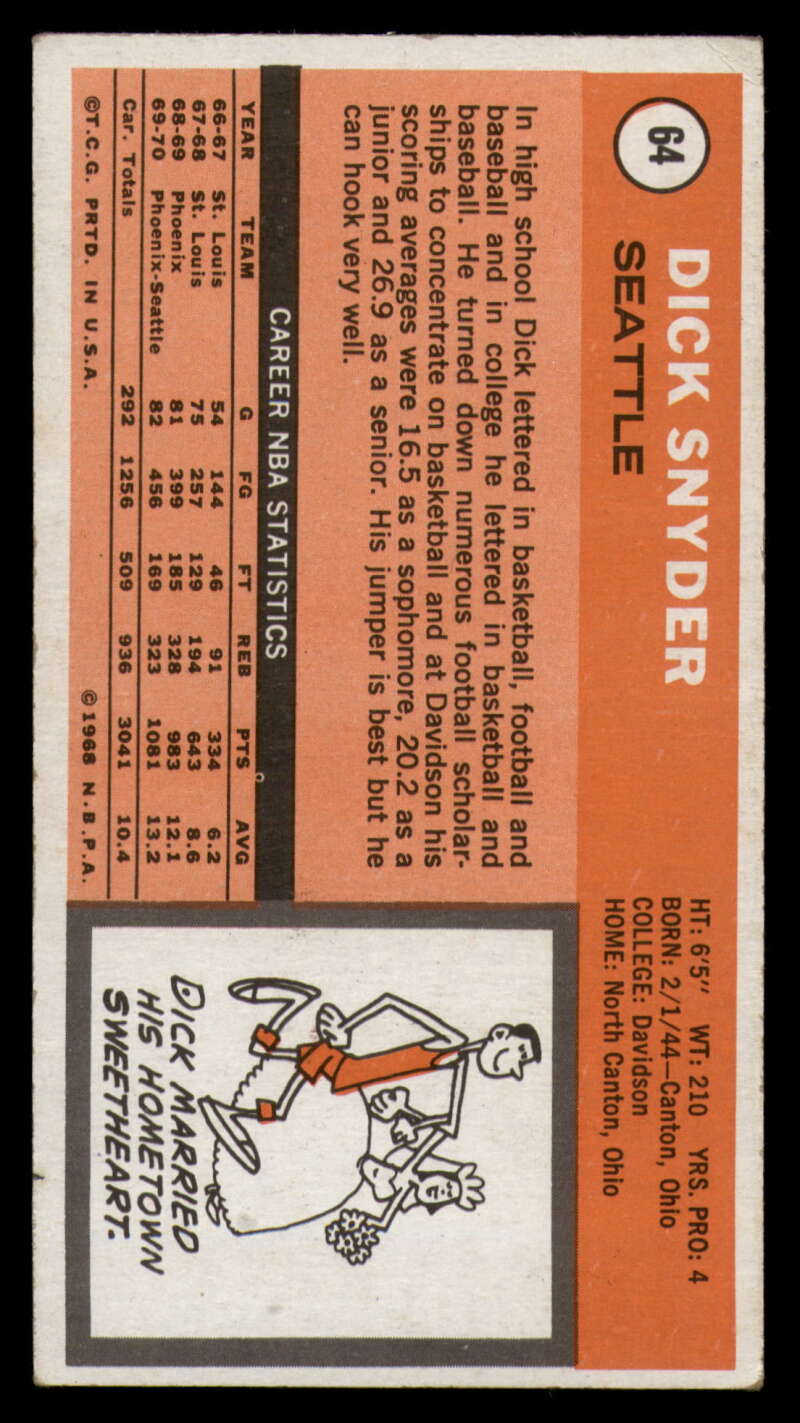 64
DICK SNYDER
SEATTLE
HT: 6'5" WT: 210 YRS. PRO: 4
BORN: 2/1/44—Canton, Ohio
COLLEGE: Davidson
HOME: North Canton, Ohio
In high school Dick lettered in basketball, football and
baseball and in college he lettered in basketball and
baseball. He turned down numerous football scholar-
ships to concentrate on basketball and at Davidson his
scoring averages were 16.5 as a sophomore, 20.2 as a
junior and 26.9 as a senior. His jumper is best but he
can hook very well.
CAREER NBA STATISTICS
YEAR TEAM G FG FT REB PTS AVG
66-67 St. Louis 54 144 46 91 334 6.2
67-68 St. Louis 75 257 129 194 643 8.6
68-69 Phoenix 81 399 185 328 983 12.1
69-70 Phoenix-Seattle 82 456 169 323 1081 13.2
Car. Totals 292 1256 509 936 3041 10.4
©T.C.G. PRTD. IN U.S.A. ©1968 N.B.P.A.
DICK MARRIED
HIS HOMETOWN
SWEETHEART.